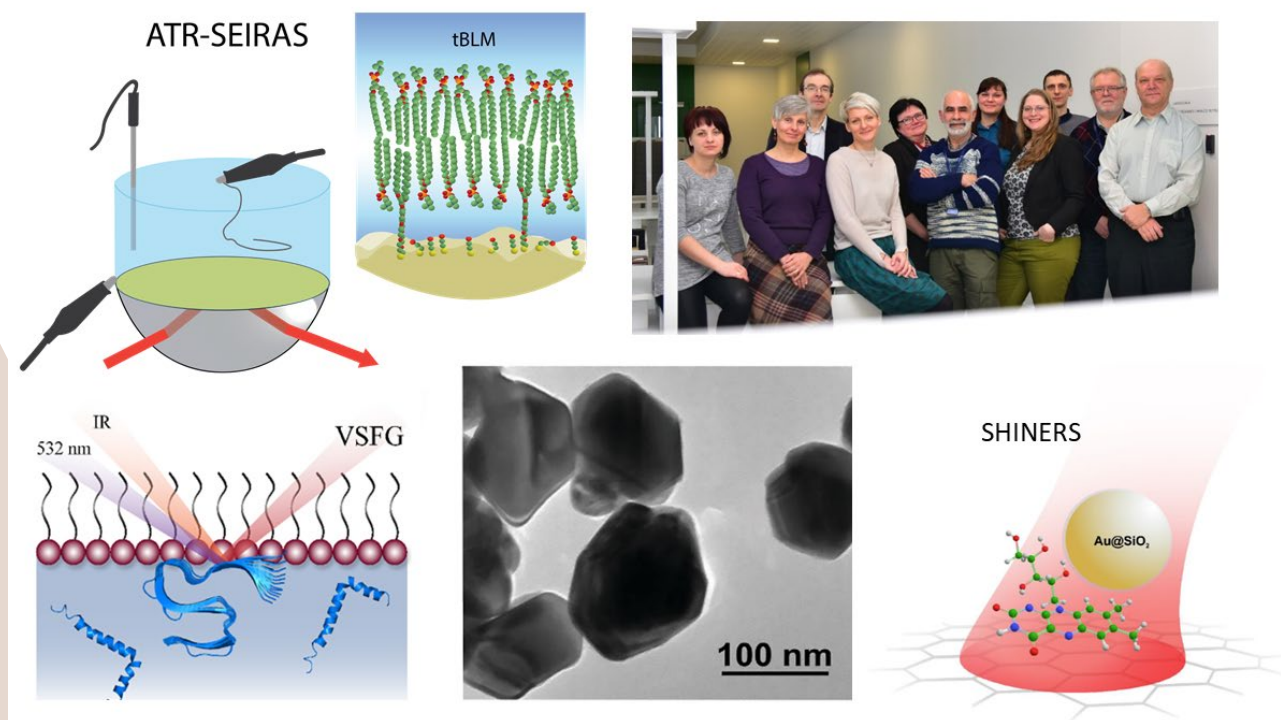 ATR-SEIRAS
tBLM
IR
532 nm
VSFG
100 nm
SHINERS
Au@SiO₂